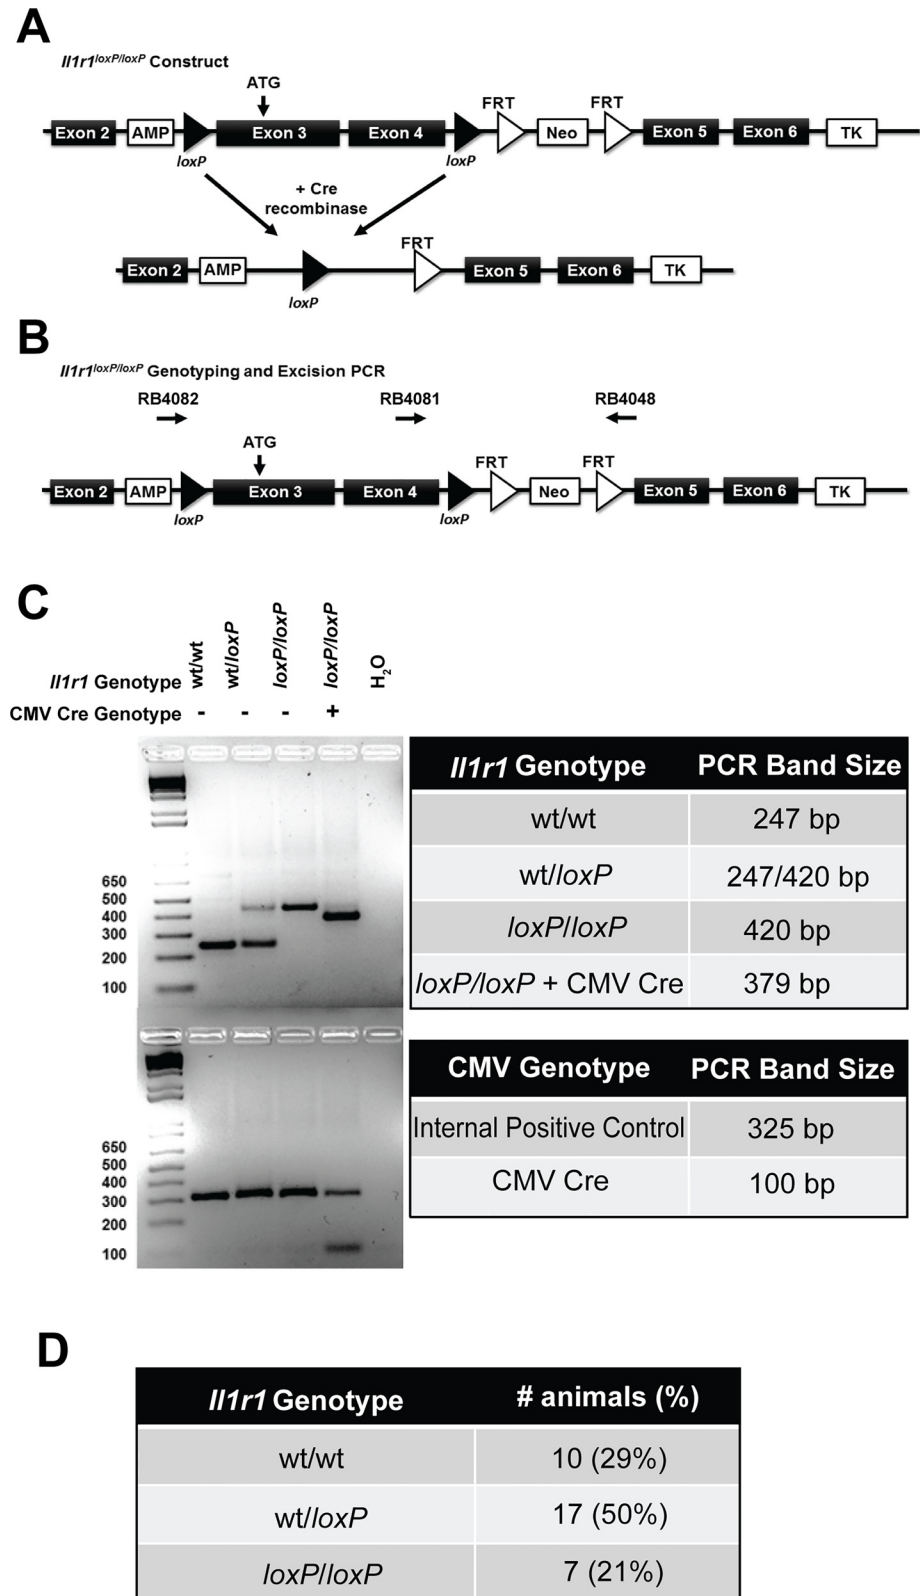 A
Il1r1loxP/loxP Construct
ATG
FRT FRT
Exon 2 AMP Exon 3 Exon 4 Neo Exon 5 Exon 6 TK
loxP loxP
+ Cre
recombinase
FRT
Exon 2 AMP Exon 5 Exon 6 TK
loxP
B
Il1r1loxP/loxP Genotyping and Excision PCR
RB4082 RB4081 RB4048
ATG
FRT FRT
Exon 2 AMP Exon 3 Exon 4 Neo Exon 5 Exon 6 TK
loxP loxP
C
Il1r1 Genotype wt/wt wt/loxP loxP/loxP loxP/loxP H2O
CMV Cre Genotype - - - +
Il1r1 Genotype PCR Band Size
wt/wt 247 bp
wt/loxP 247/420 bp
loxP/loxP 420 bp
loxP/loxP + CMV Cre 379 bp
650
500
400
300
200
100
CMV Genotype PCR Band Size
Internal Positive Control 325 bp
CMV Cre 100 bp
650
500
400
300
200
100
D
Il1r1 Genotype # animals (%)
wt/wt 10 (29%)
wt/loxP 17 (50%)
loxP/loxP 7 (21%)